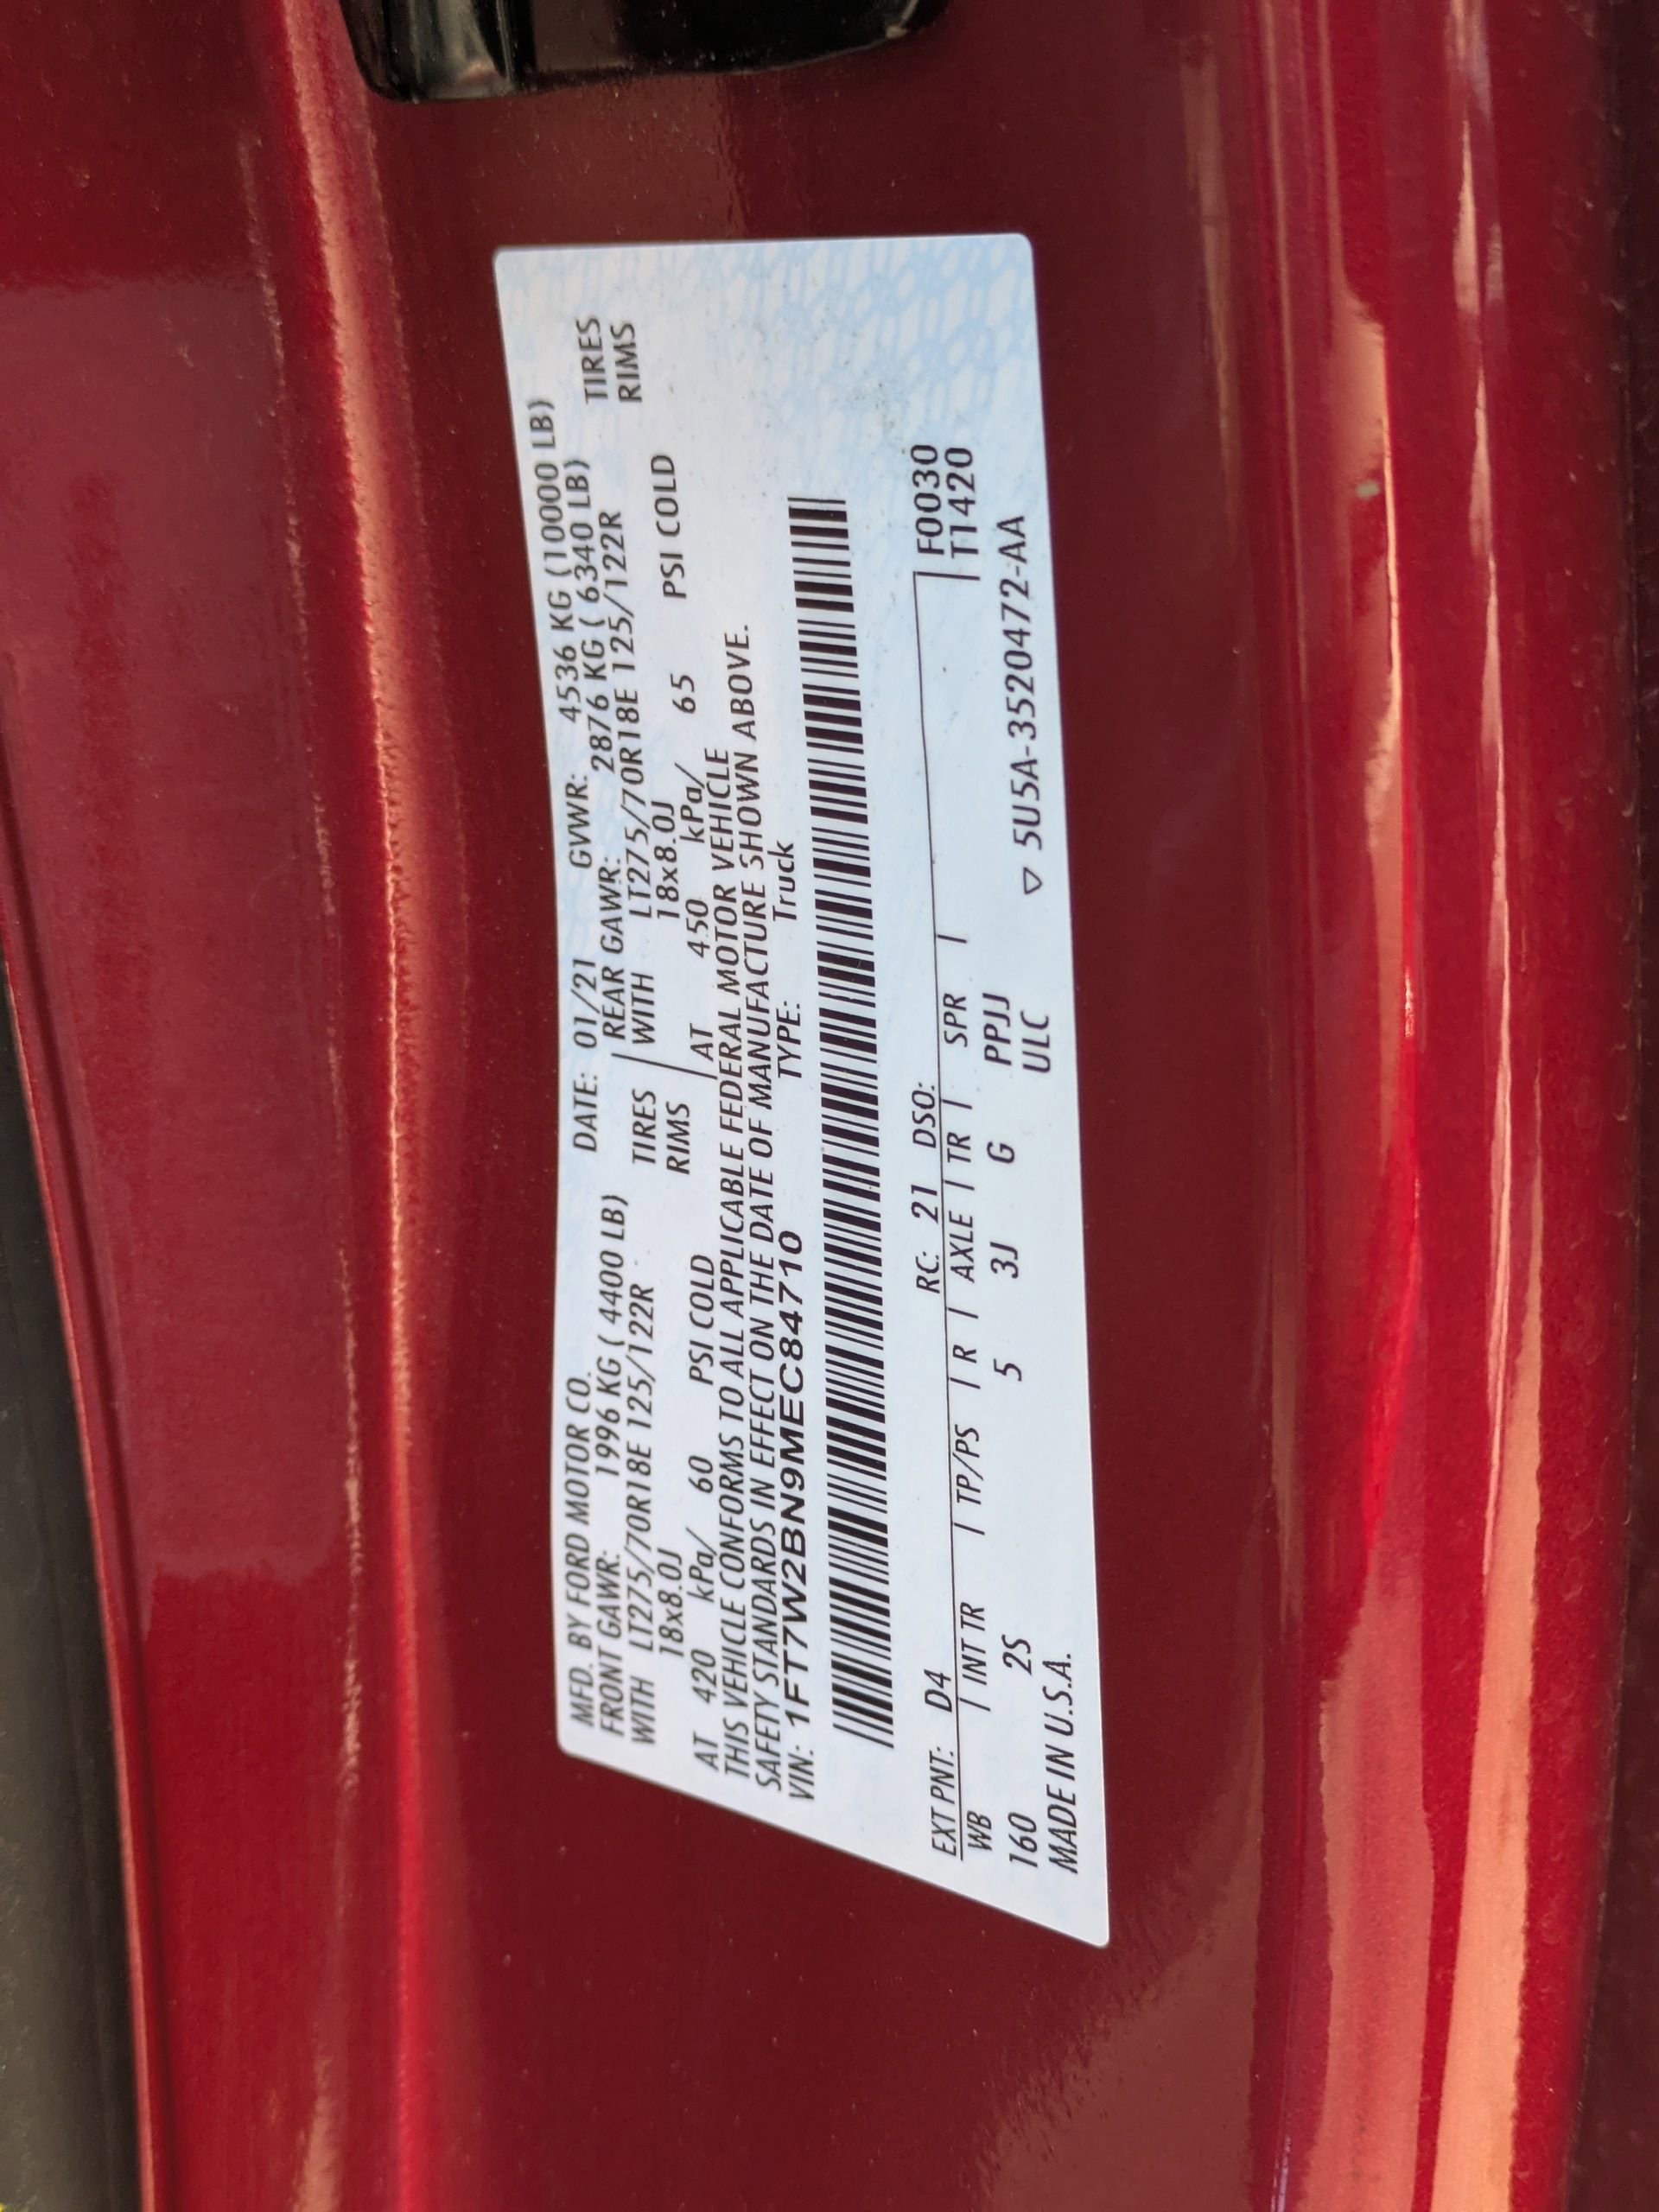 MFD. BY FORD MOTOR CO. DATE: 01/21 GVWR: 4536 KG (10000 LB)
FRONT GAWR: 1996 KG ( 4400 LB) REAR GAWR: 2876 KG ( 6340 LB)
WITH LT275/70R18E 125/122R TIRES WITH LT275/70R18E 125/122R TIRES
18x8.0J RIMS 18x8.0J RIMS
AT 420 kPa/ 60 PSI COLD AT 450 kPa/ 65 PSI COLD
THIS VEHICLE CONFORMS TO ALL APPLICABLE FEDERAL MOTOR VEHICLE
SAFETY STANDARDS IN EFFECT ON THE DATE OF MANUFACTURE SHOWN ABOVE.
VIN: 1FT7W2BN9MEC84710 TYPE: Truck
EXT PNT: D4 RC: 21 DSO: F0030
WB | INT TR | TP/PS | R | AXLE | TR | SPR | T1420
160 2S 5 3J G PPJJ
MADE IN U.S.A. ULC ▽ 5U5A-3520472-AA